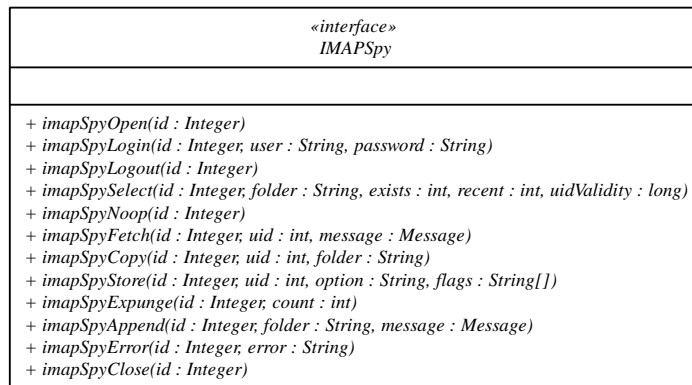 «interface»
IMAPSpy
+ imapSpyOpen(id : Integer)
+ imapSpyLogin(id : Integer, user : String, password : String)
+ imapSpyLogout(id : Integer)
+ imapSpySelect(id : Integer, folder : String, exists : int, recent : int, uidValidity : long)
+ imapSpyNoop(id : Integer)
+ imapSpyFetch(id : Integer, uid : int, message : Message)
+ imapSpyCopy(id : Integer, uid : int, folder : String)
+ imapSpyStore(id : Integer, uid : int, option : String, flags : String[])
+ imapSpyExpunge(id : Integer, count : int)
+ imapSpyAppend(id : Integer, folder : String, message : Message)
+ imapSpyError(id : Integer, error : String)
+ imapSpyClose(id : Integer)